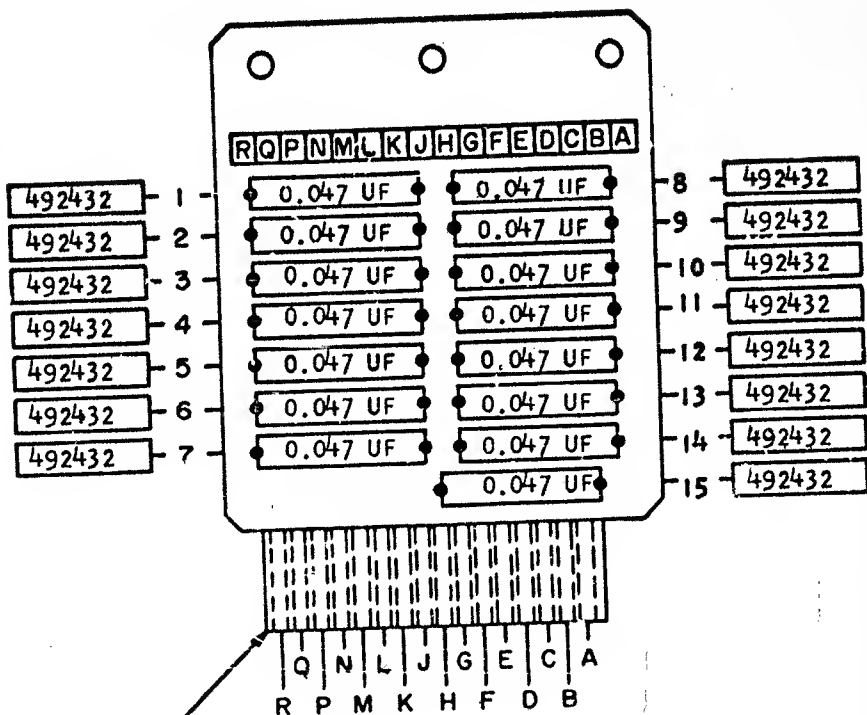 RQPNMLKJHGFEDCBA
492432 1 0.047 UF 0.047 UF 8 492432
492432 2 0.047 UF 0.047 UF 9 492432
492432 3 0.047 UF 0.047 UF 10 492432
492432 4 0.047 UF 0.047 UF 11 492432
492432 5 0.047 UF 0.047 UF 12 492432
492432 6 0.047 UF 0.047 UF 13 492432
492432 7 0.047 UF 0.047 UF 14 492432
0.047 UF 15 492432
Q N L J G E C A
R P M K H F D B